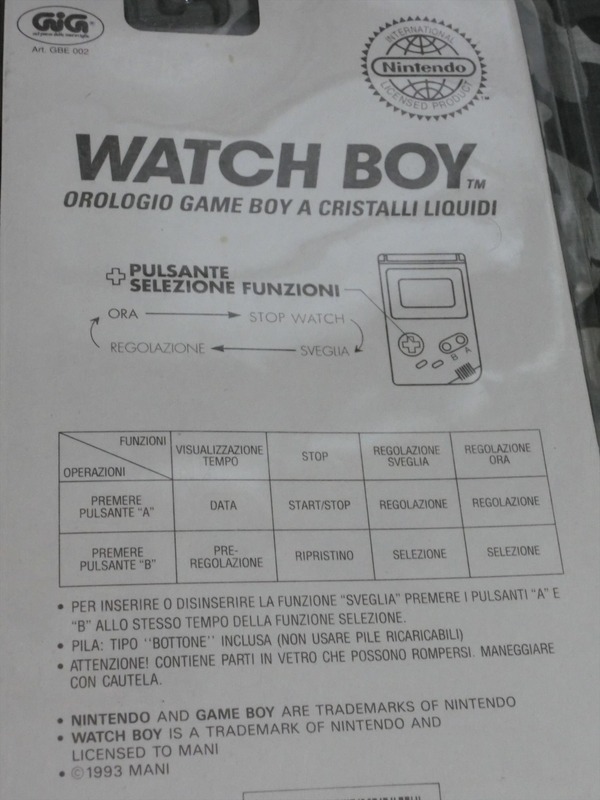 GiG
Art. GBE 002
INTERNATIONAL
Nintendo
LICENSED PRODUCT
WATCH BOY TM
OROLOGIO GAME BOY A CRISTALLI LIQUIDI
PULSANTE
SELEZIONE FUNZIONI
ORA STOP WATCH
REGOLAZIONE SVEGLIA
B A
FUNZIONI
OPERAZIONI
VISUALIZZAZIONE TEMPO
STOP
REGOLAZIONE SVEGLIA
REGOLAZIONE ORA
PREMERE PULSANTE "A"
DATA
START/STOP
REGOLAZIONE
REGOLAZIONE
PREMERE PULSANTE "B"
PRE-REGOLAZIONE
RIPRISTINO
SELEZIONE
SELEZIONE
• PER INSERIRE O DISINSERIRE LA FUNZIONE "SVEGLIA" PREMERE I PULSANTI "A" E
"B" ALLO STESSO TEMPO DELLA FUNZIONE SELEZIONE.
• PILA: TIPO "BOTTONE" INCLUSA (NON USARE PILE RICARICABILI)
• ATTENZIONE! CONTIENE PARTI IN VETRO CHE POSSONO ROMPERSI. MANEGGIARE
CON CAUTELA.
• NINTENDO AND GAME BOY ARE TRADEMARKS OF NINTENDO
• WATCH BOY IS A TRADEMARK OF NINTENDO AND
LICENSED TO MANI
• ©1993 MANI